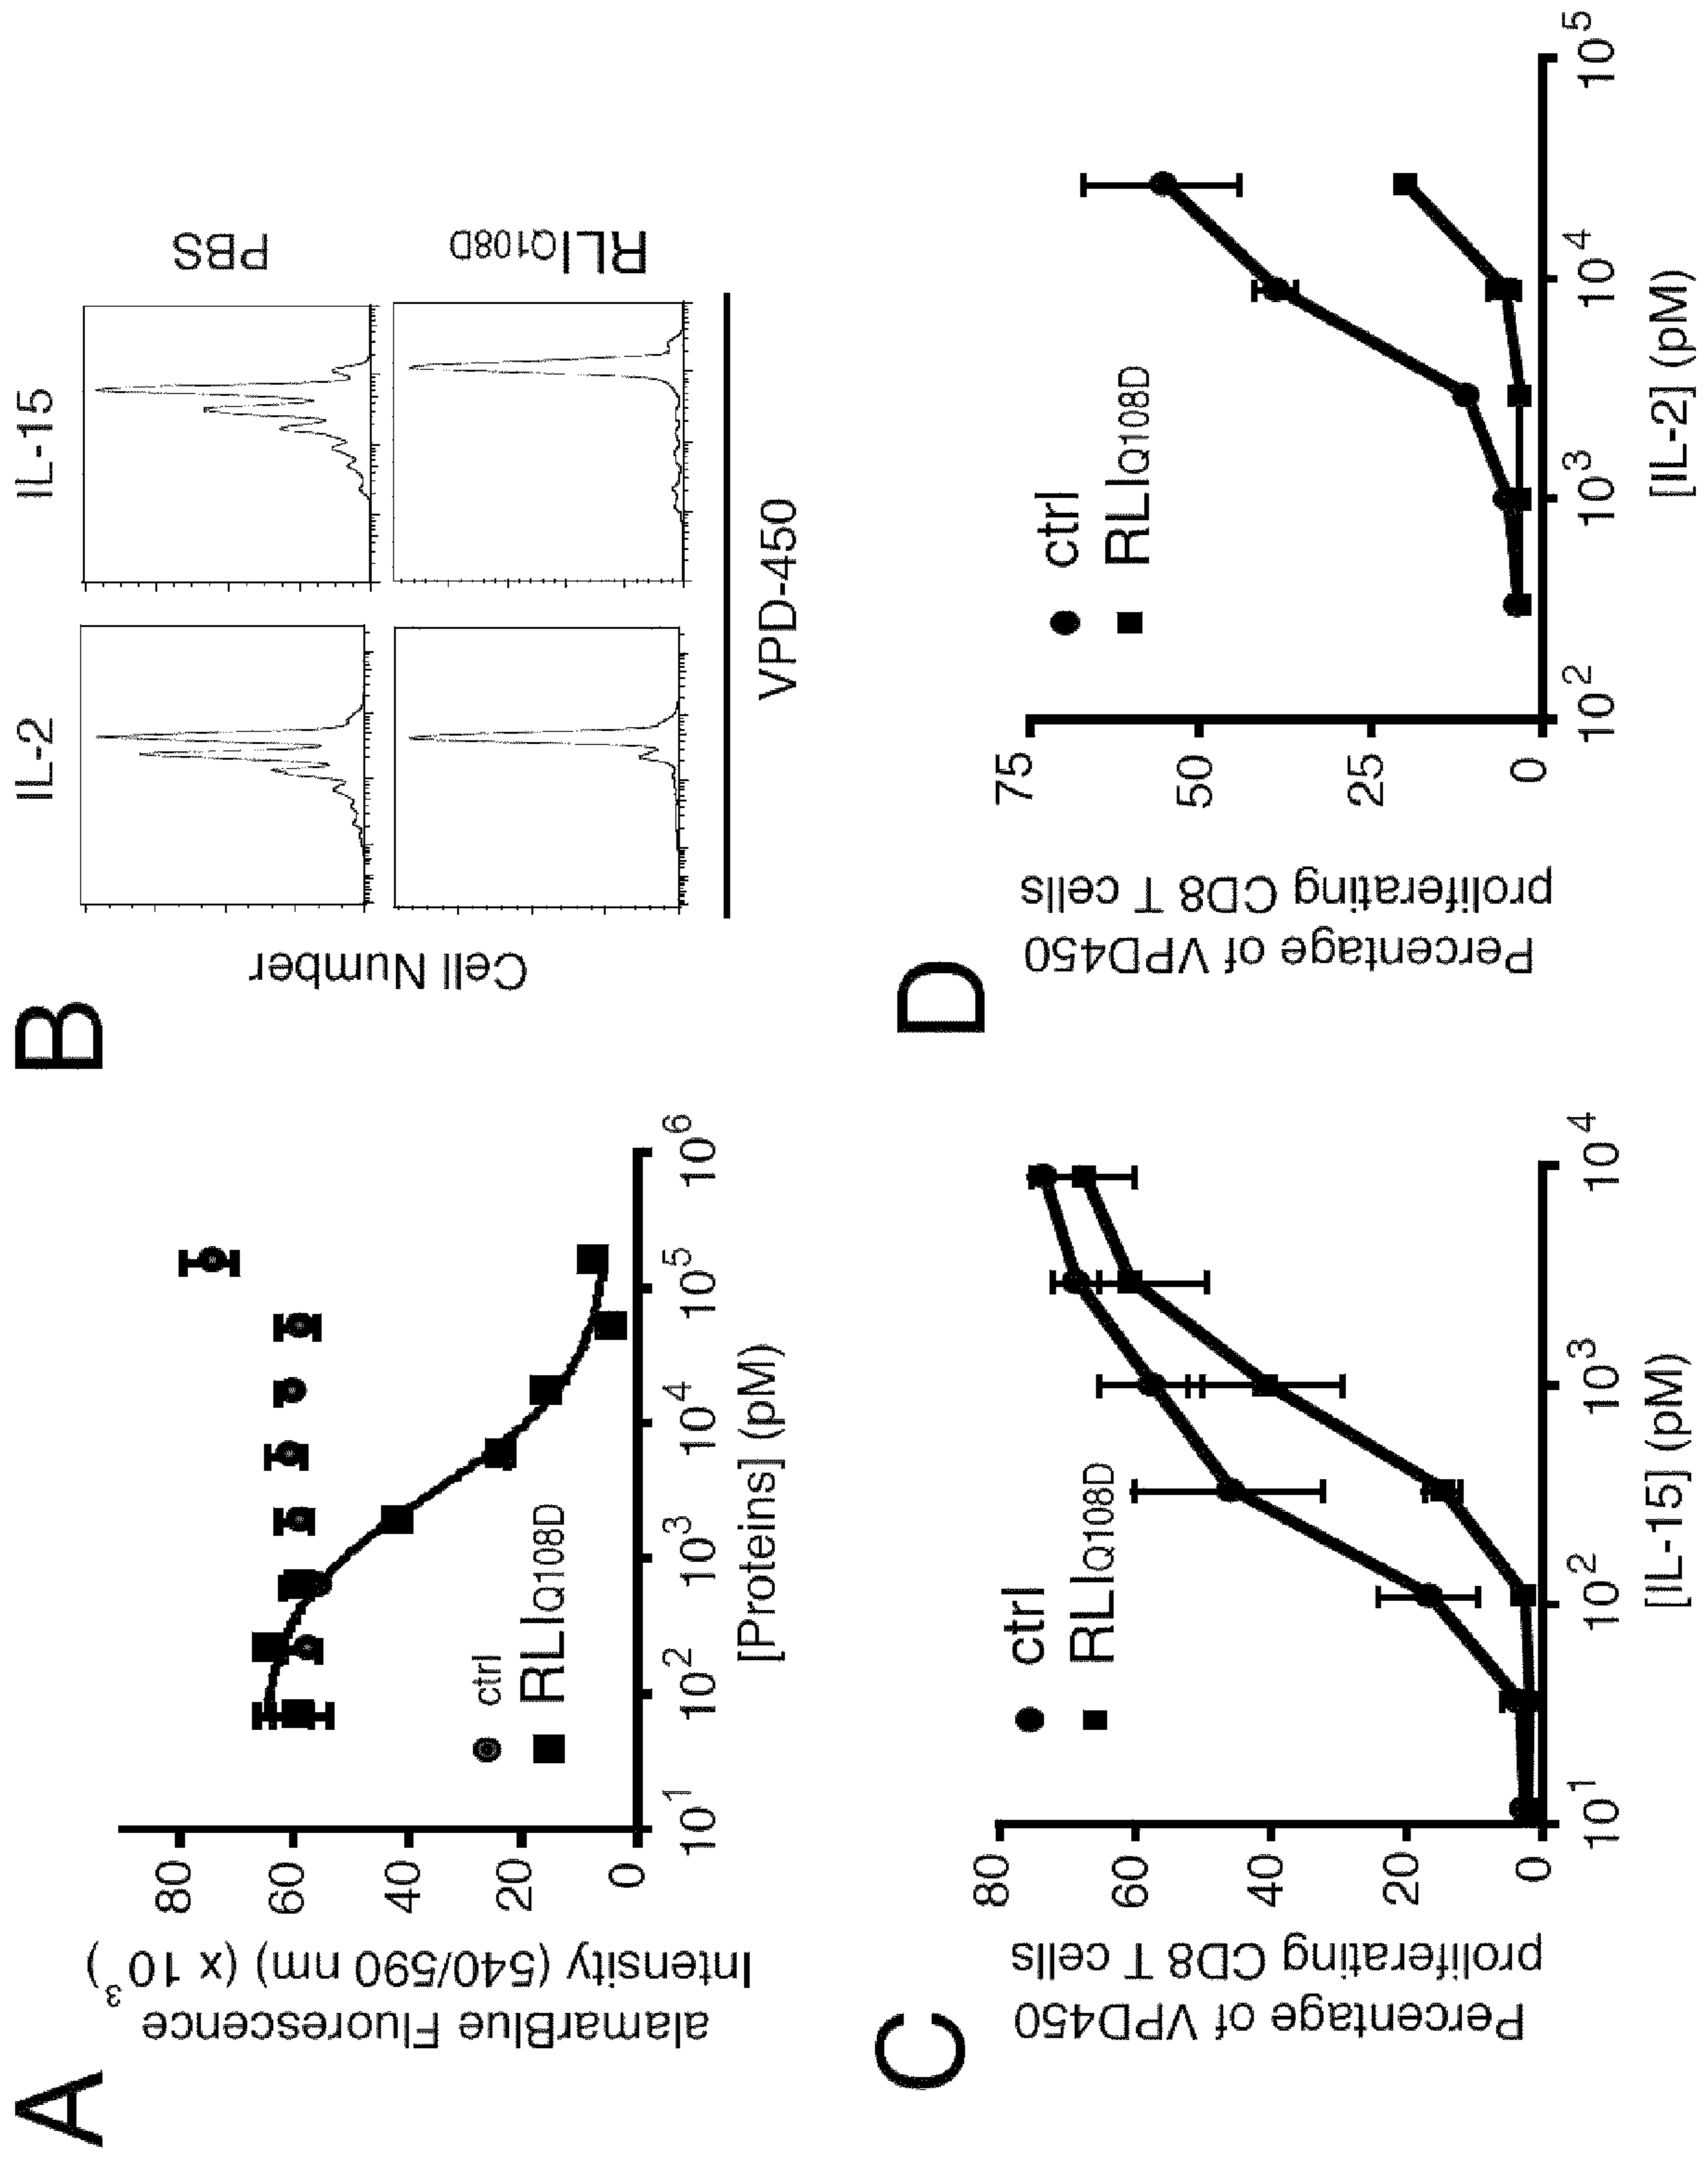 A
alamarBlue Fluorescence
Intensity (540/590 nm) (x 10³)
80
60
40
20
0
ctrl
RLIQ108D
10¹
10²
10³
10⁴
10⁵
10⁶
[Proteins] (pM)
B
IL-2
IL-15
Cell Number
PBS
RLIQ108D
VPD-450
C
Percentage of VPD450
proliferating CD8 T cells
80
60
40
20
0
ctrl
RLIQ108D
10¹
10²
10³
10⁴
[IL-15] (pM)
D
Percentage of VPD450
proliferating CD8 T cells
75
50
25
0
ctrl
RLIQ108D
10²
10³
10⁴
10⁵
[IL-2] (pM)